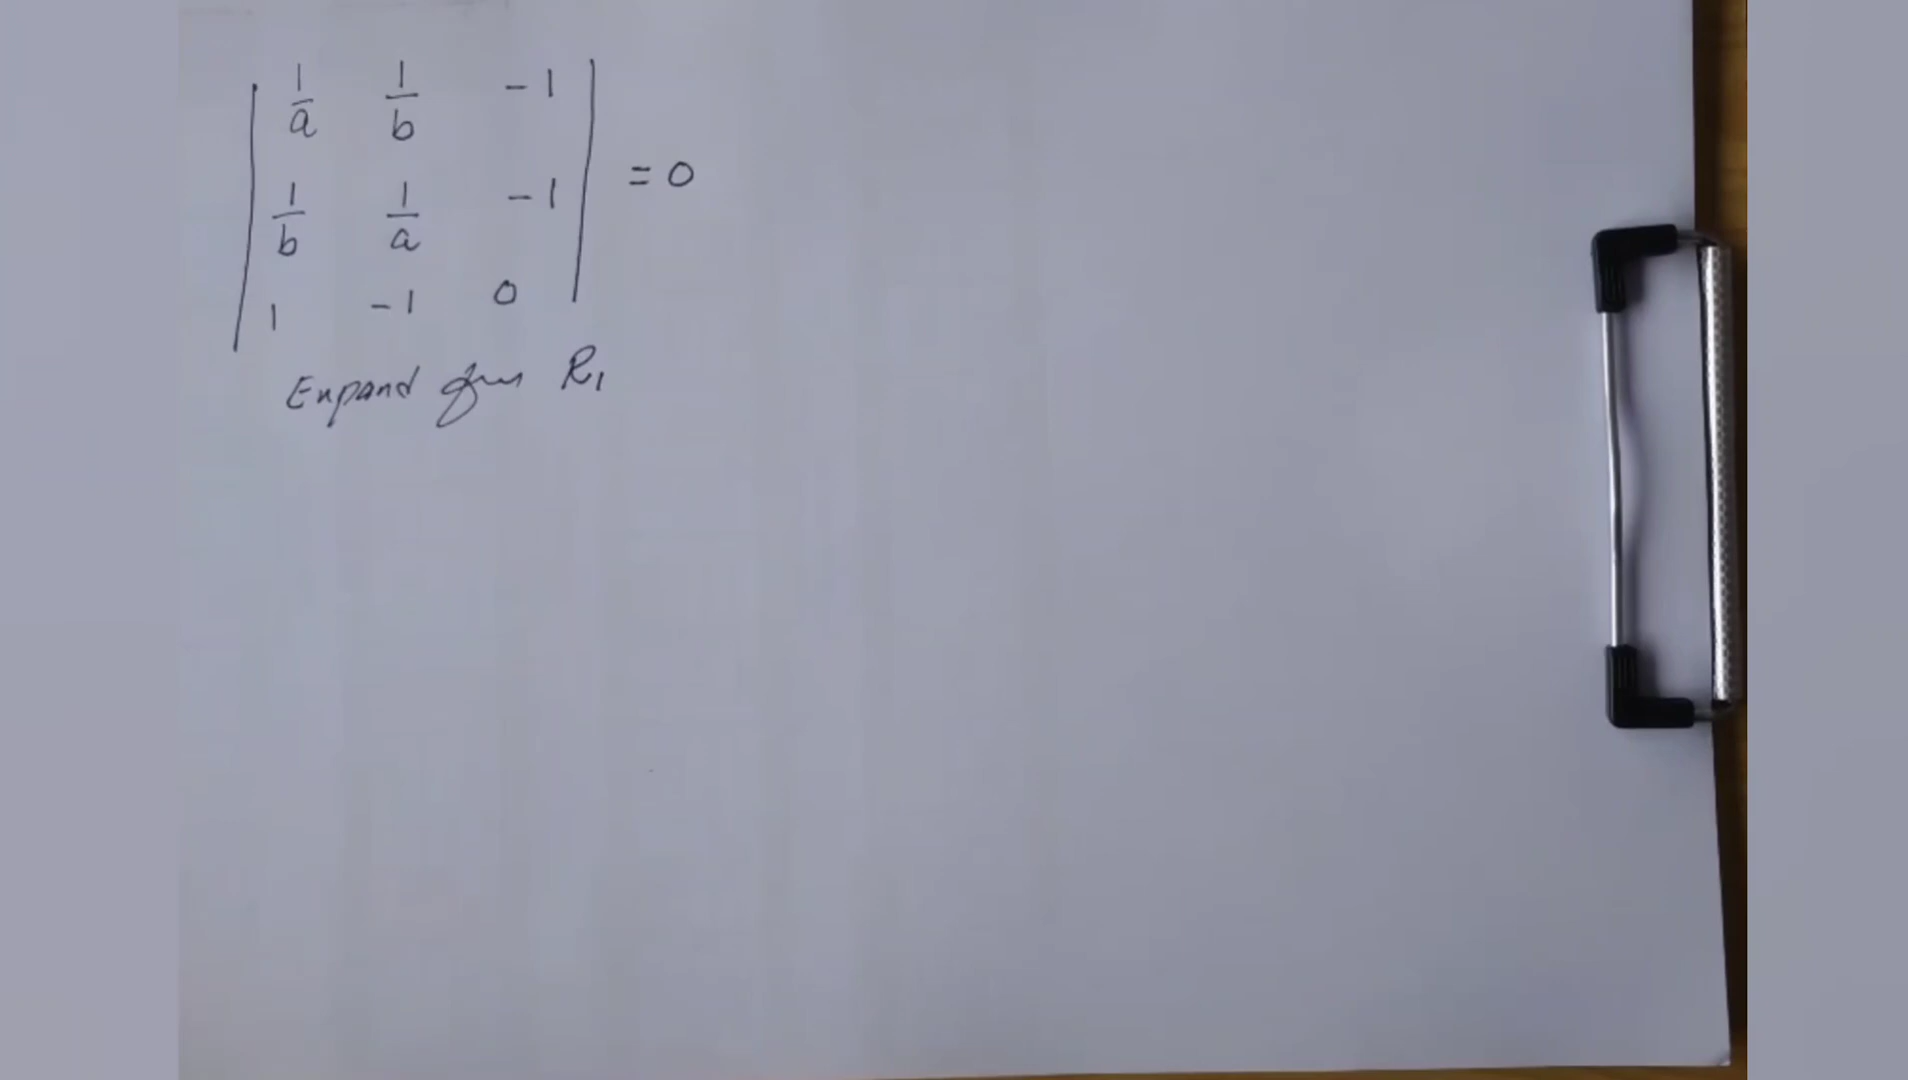 | 1/a 1/b -1 |
| 1/b 1/a -1 | = 0
| 1 -1 0 |
Expand from R₁